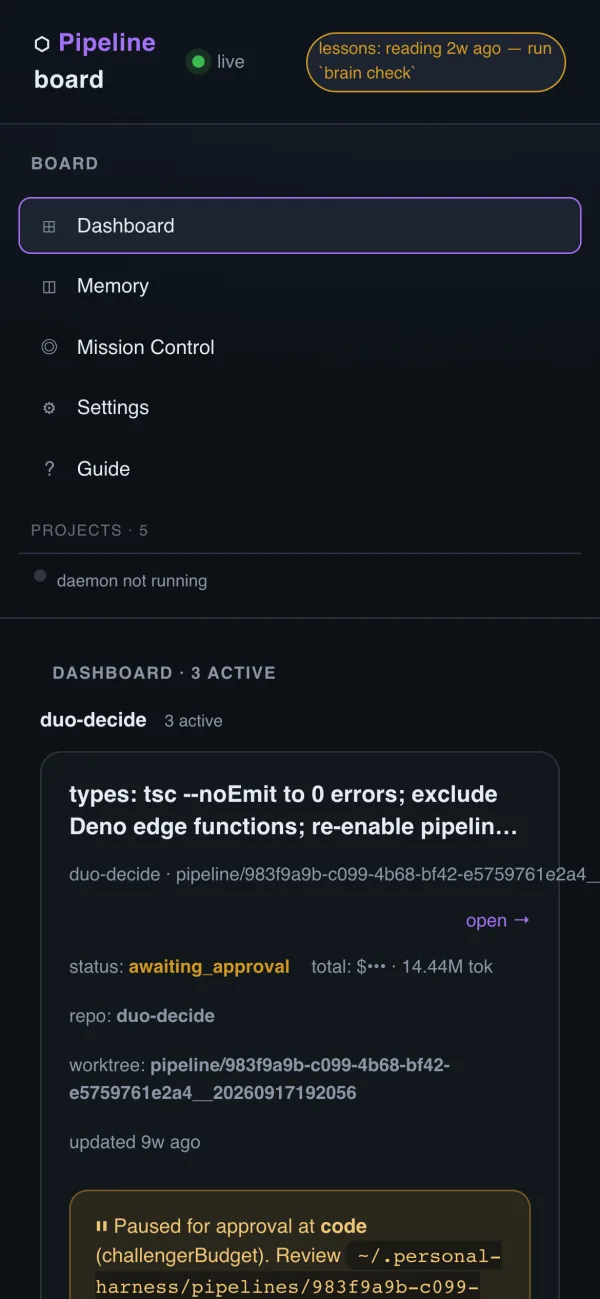 Pipeline
board
live
lessons: reading 2w ago — run
`brain check`
BOARD
Dashboard
Memory
Mission Control
Settings
? Guide
PROJECTS · 5
daemon not running
DASHBOARD · 3 ACTIVE
duo-decide 3 active
types: tsc --noEmit to 0 errors; exclude
Deno edge functions; re-enable pipelin…
duo-decide · pipeline/983f9a9b-c099-4b68-bf42-e5759761e2a4__
open →
status: awaiting_approval total: $••• · 14.44M tok
repo: duo-decide
worktree: pipeline/983f9a9b-c099-4b68-bf42-
e5759761e2a4__20260917192056
updated 9w ago
Paused for approval at code
(challengerBudget). Review ~/.personal-
harness/pipelines/983f9a9b-c099-